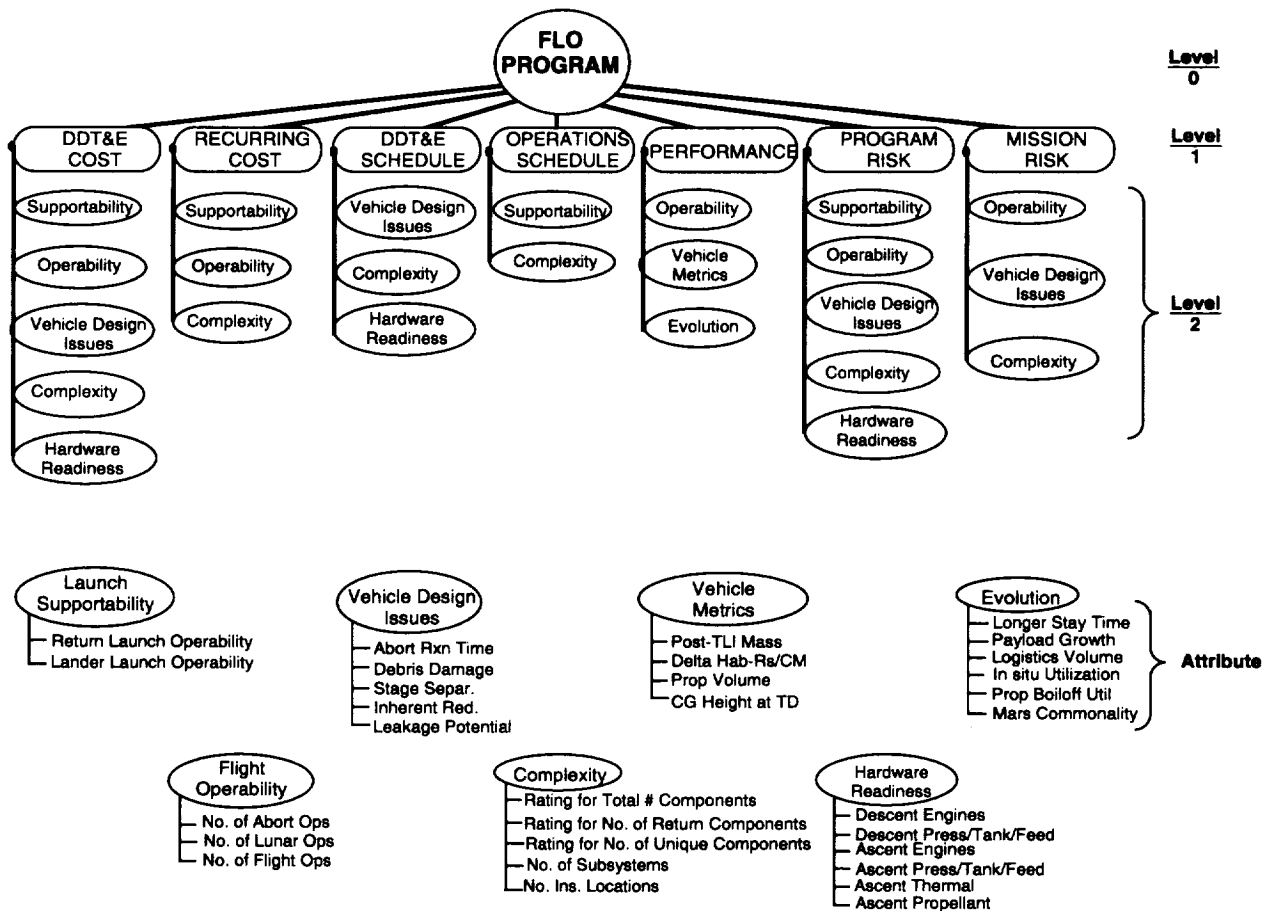 FLO
PROGRAM
Level
0
DDT&E
COST
RECURRING
COST
DDT&E
SCHEDULE
OPERATIONS
SCHEDULE
PERFORMANCE
PROGRAM
RISK
MISSION
RISK
Level
1
Supportability
Operability
Vehicle Design
Issues
Complexity
Hardware
Readiness
Supportability
Operability
Complexity
Vehicle Design
Issues
Complexity
Hardware
Readiness
Supportability
Complexity
Operability
Vehicle
Metrics
Evolution
Supportability
Operability
Vehicle Design
Issues
Complexity
Hardware
Readiness
Operability
Vehicle Design
Issues
Complexity
Level
2
Launch
Supportability
Return Launch Operability
Lander Launch Operability
Vehicle Design
Issues
Abort Rxn Time
Debris Damage
Stage Separ.
Inherent Red.
Leakage Potential
Vehicle
Metrics
Post-TLI Mass
Delta Hab-Rs/CM
Prop Volume
CG Height at TD
Evolution
Longer Stay Time
Payload Growth
Logistics Volume
In situ Utilization
Prop Boiloff Util
Mars Commonality
Attribute
Flight
Operability
No. of Abort Ops
No. of Lunar Ops
No. of Flight Ops
Complexity
Rating for Total # Components
Rating for No. of Return Components
Rating for No. of Unique Components
No. of Subsystems
No. Ins. Locations
Hardware
Readiness
Descent Engines
Descent Press/Tank/Feed
Ascent Engines
Ascent Press/Tank/Feed
Ascent Thermal
Ascent Propellant